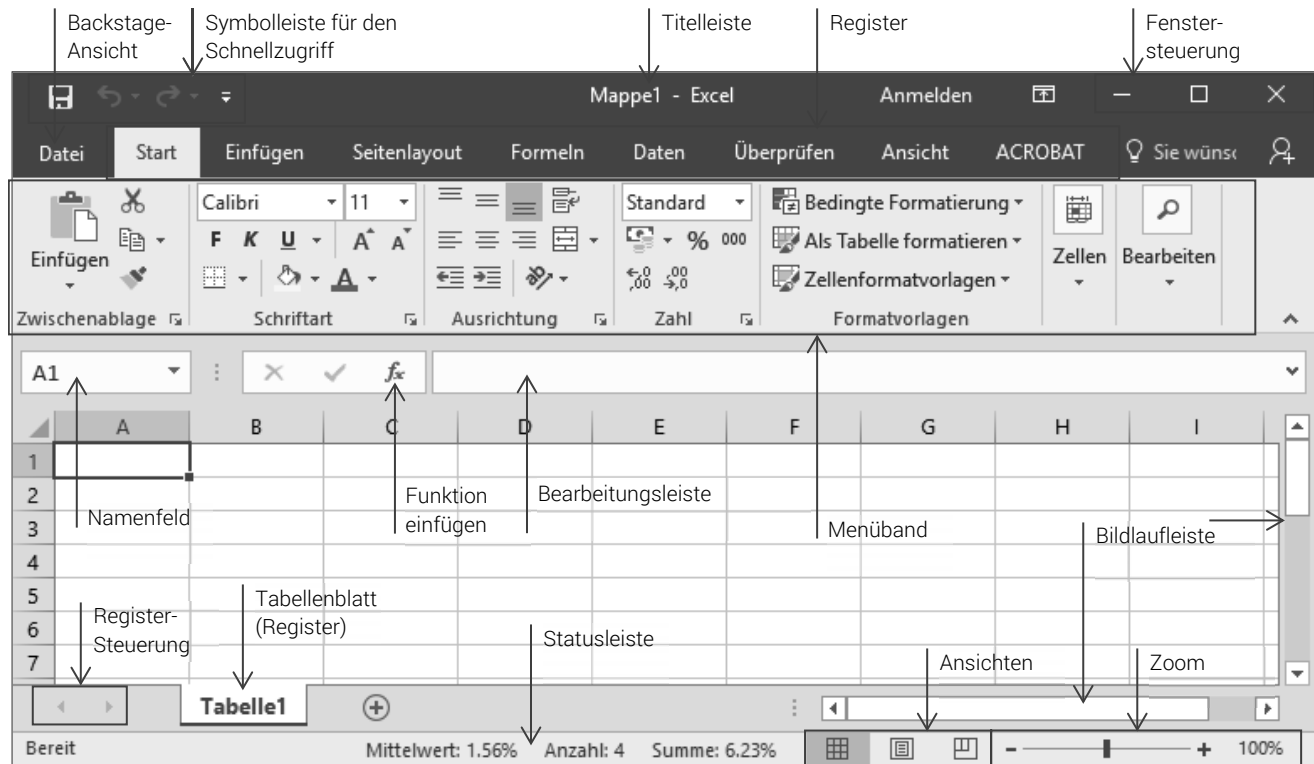 Backstage-
Ansicht
Symbolleiste für den
Schnellzugriff
Titelleiste
Register
Fenster-
steuerung
Mappe1 - Excel
Anmelden
Datei Start Einfügen Seitenlayout Formeln Daten Überprüfen Ansicht ACROBAT Sie wünsc
Calibri 11 Standard Bedingte Formatierung
F K U A A % 000 Als Tabelle formatieren
Einfügen Zellen Bearbeiten
A ,00 ,0 Zellenformatvorlagen
Zwischenablage Schriftart Ausrichtung Zahl Formatvorlagen
A1 fx
A B C D E F G H I
1
2
3
4
5
6
7
Namenfeld
Funktion
einfügen
Bearbeitungsleiste
Menüband
Bildlaufleiste
Register-
Steuerung
Tabellenblatt
(Register)
Statusleiste
Ansichten
Zoom
Tabelle1
Bereit Mittelwert: 1.56% Anzahl: 4 Summe: 6.23% 100%